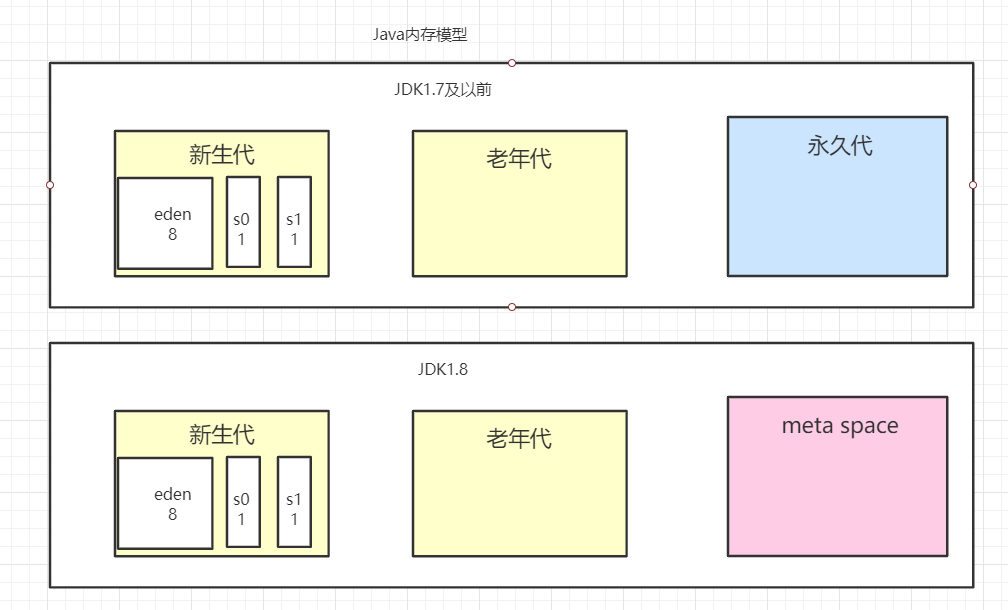 Java内存模型
JDK1.7及以前
新生代
eden
8
s0
1
s1
1
老年代
永久代
JDK1.8
新生代
eden
8
s0
1
s1
1
老年代
meta space